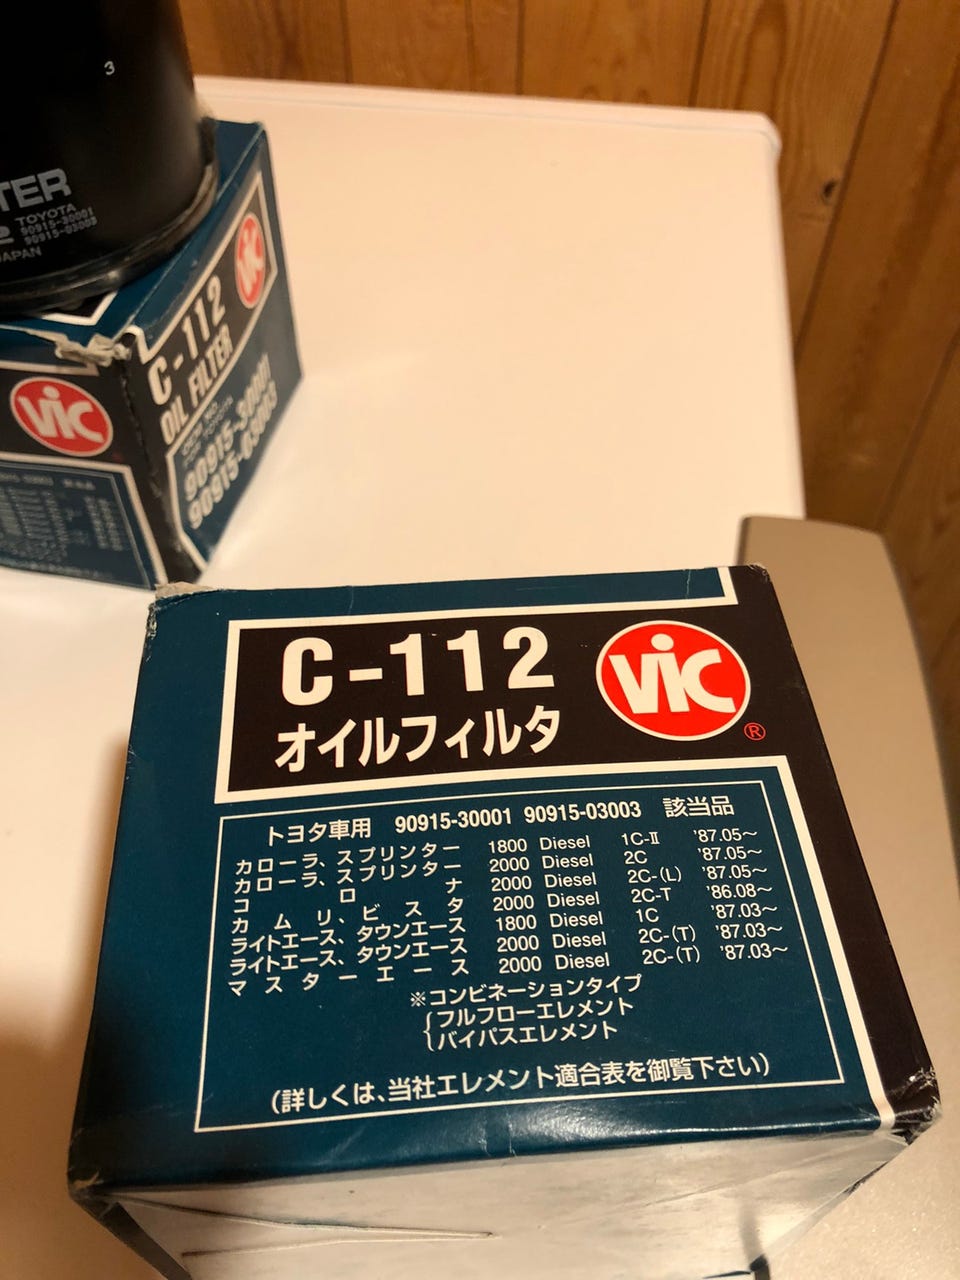 3
TER
TOYOTA
2 90915-30001
90915-03003
JAPAN
ViC
C-112
OIL FILTER
90915-30001
90915-03003
ViC
C-112
オイルフィルタ
ViC
®
トヨタ車用 90915-30001 90915-03003 該当品
カローラ、スプリンター 1800 Diesel 1C-Ⅱ '87.05～
カローラ、スプリンター 2000 Diesel 2C '87.05～
コロナ 2000 Diesel 2C-(L) '87.05～
カムリ、ビスタ 2000 Diesel 2C-T '86.08～
ライトエース、タウンエース 1800 Diesel 1C '87.03～
ライトエース、タウンエース 2000 Diesel 2C-(T) '87.03～
マスターエース 2000 Diesel 2C-(T) '87.03～
※コンビネーションタイプ
フルフローエレメント
バイパスエレメント
(詳しくは、当社エレメント適合表を御覧下さい)